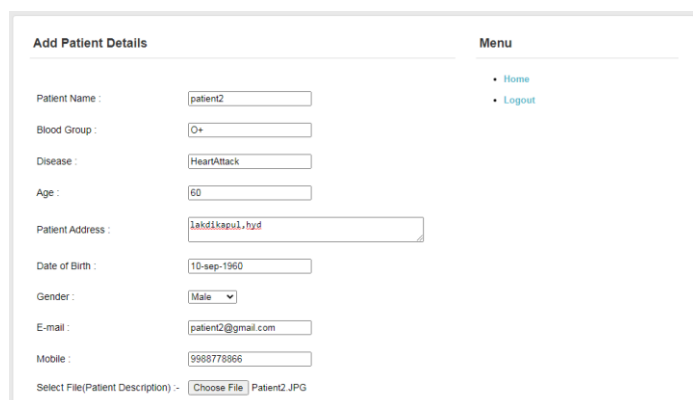 Add Patient Details
Patient Name : patient2
Blood Group : O+
Disease : HeartAttack
Age : 60
Patient Address : lakdikapul,hyd
Date of Birth : 10-sep-1960
Gender : Male
E-mail : patient2@gmail.com
Mobile : 9988778866
Select File(Patient Description) :- Choose File Patient2.JPG
Menu
Home
Logout